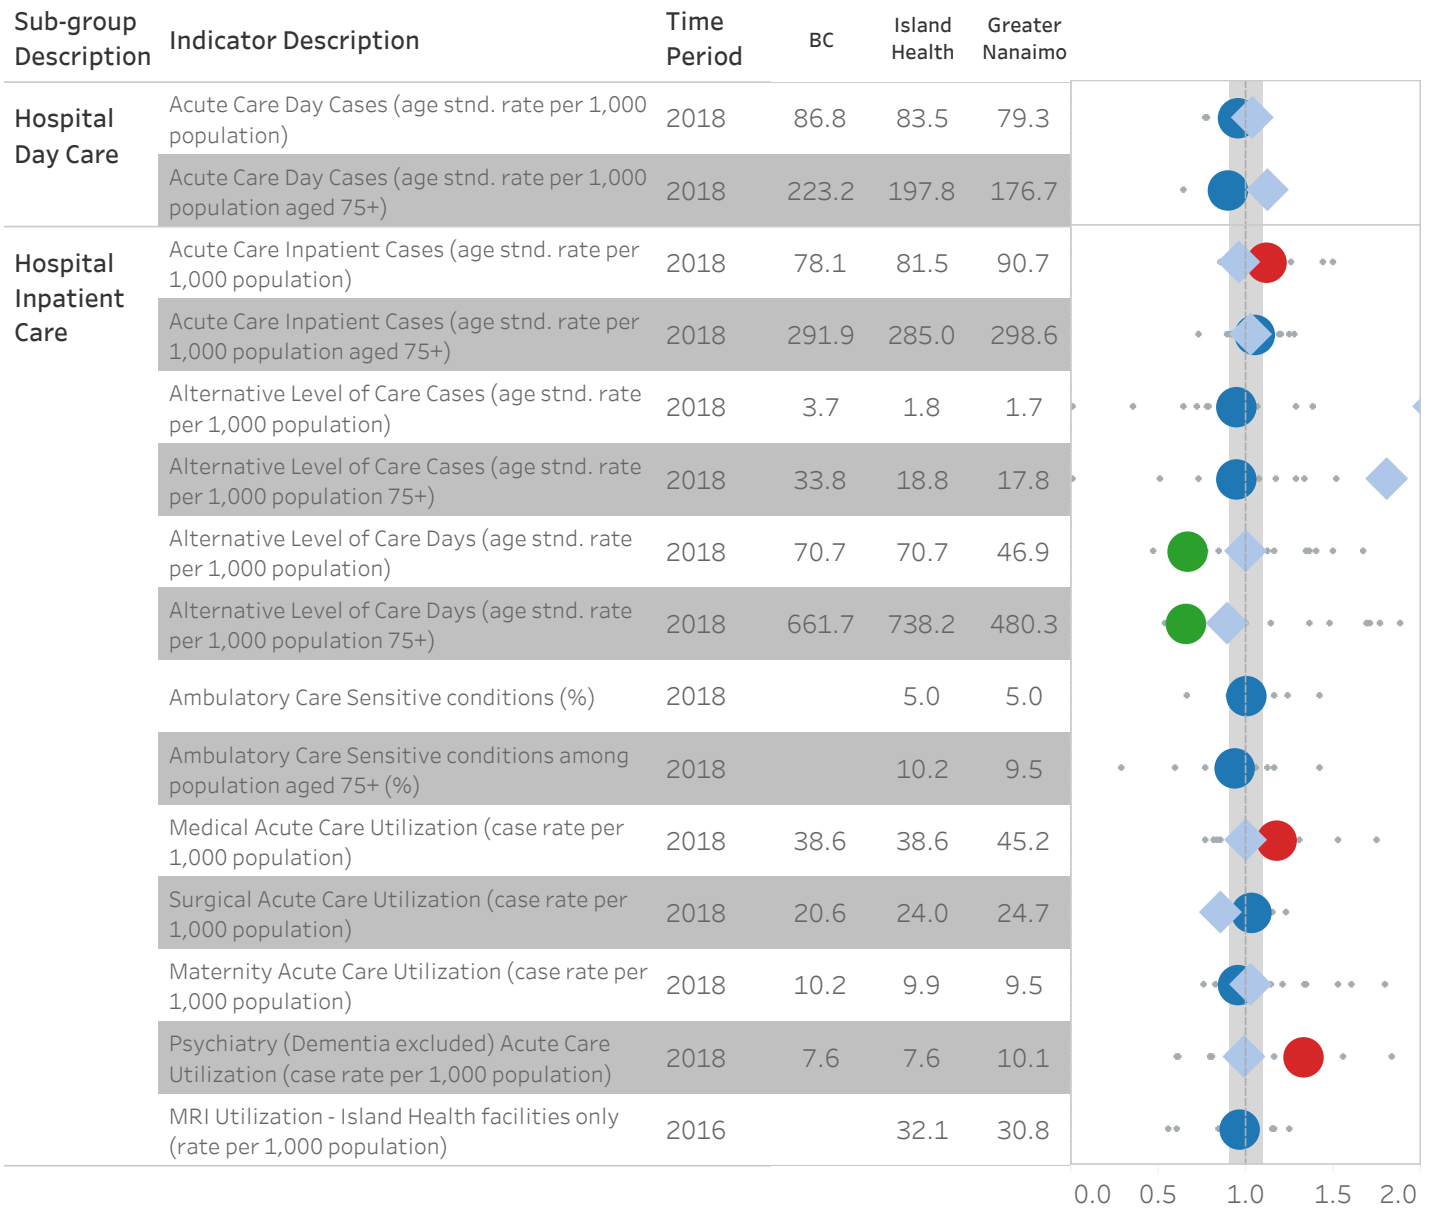 Sub-group
Description
Indicator Description
Time
Period
BC
Island
Health
Greater
Nanaimo
Hospital
Day Care
Acute Care Day Cases (age stnd. rate per 1,000
population)
2018
86.8
83.5
79.3
Acute Care Day Cases (age stnd. rate per 1,000
population aged 75+)
2018
223.2
197.8
176.7
Hospital
Inpatient
Care
Acute Care Inpatient Cases (age stnd. rate per
1,000 population)
2018
78.1
81.5
90.7
Acute Care Inpatient Cases (age stnd. rate per
1,000 population aged 75+)
2018
291.9
285.0
298.6
Alternative Level of Care Cases (age stnd. rate
per 1,000 population)
2018
3.7
1.8
1.7
Alternative Level of Care Cases (age stnd. rate
per 1,000 population 75+)
2018
33.8
18.8
17.8
Alternative Level of Care Days (age stnd. rate
per 1,000 population)
2018
70.7
70.7
46.9
Alternative Level of Care Days (age stnd. rate
per 1,000 population 75+)
2018
661.7
738.2
480.3
Ambulatory Care Sensitive conditions (%)
2018
5.0
5.0
Ambulatory Care Sensitive conditions among
population aged 75+ (%)
2018
10.2
9.5
Medical Acute Care Utilization (case rate per
1,000 population)
2018
38.6
38.6
45.2
Surgical Acute Care Utilization (case rate per
1,000 population)
2018
20.6
24.0
24.7
Maternity Acute Care Utilization (case rate per
1,000 population)
2018
10.2
9.9
9.5
Psychiatry (Dementia excluded) Acute Care
Utilization (case rate per 1,000 population)
2018
7.6
7.6
10.1
MRI Utilization - Island Health facilities only
(rate per 1,000 population)
2016
32.1
30.8
0.0 0.5 1.0 1.5 2.0